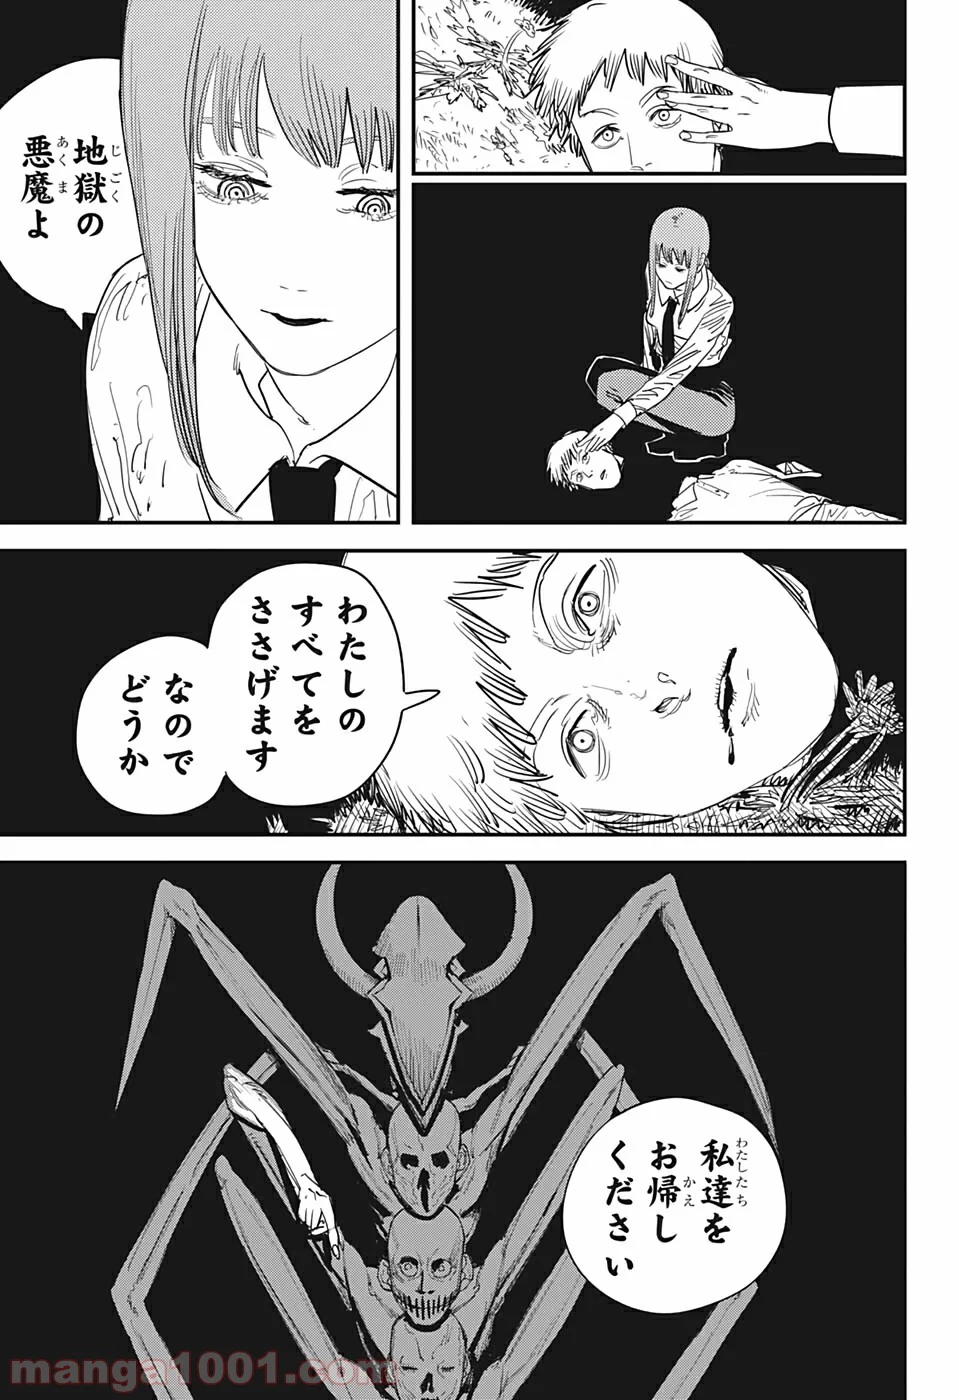 地獄の
悪魔よ
わたしの
すべてを
ささげます
なので
どうか
私達を
お帰し
ください
manga1001.com